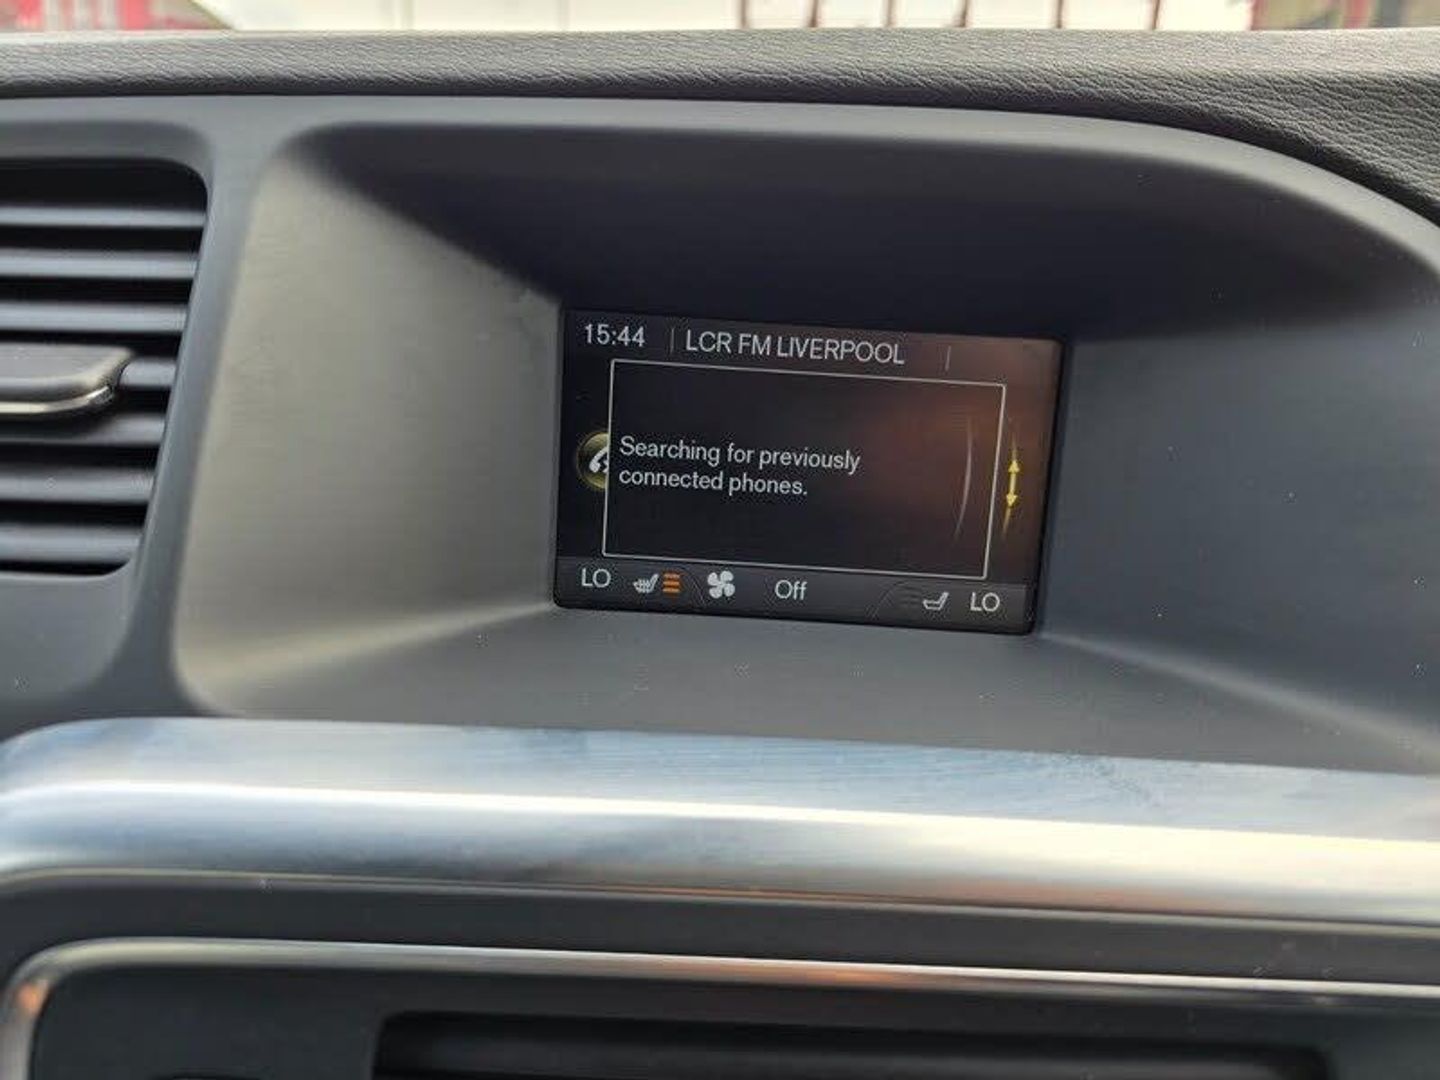 15:44 LCR FM LIVERPOOL
Searching for previously
connected phones.
LO Off LO